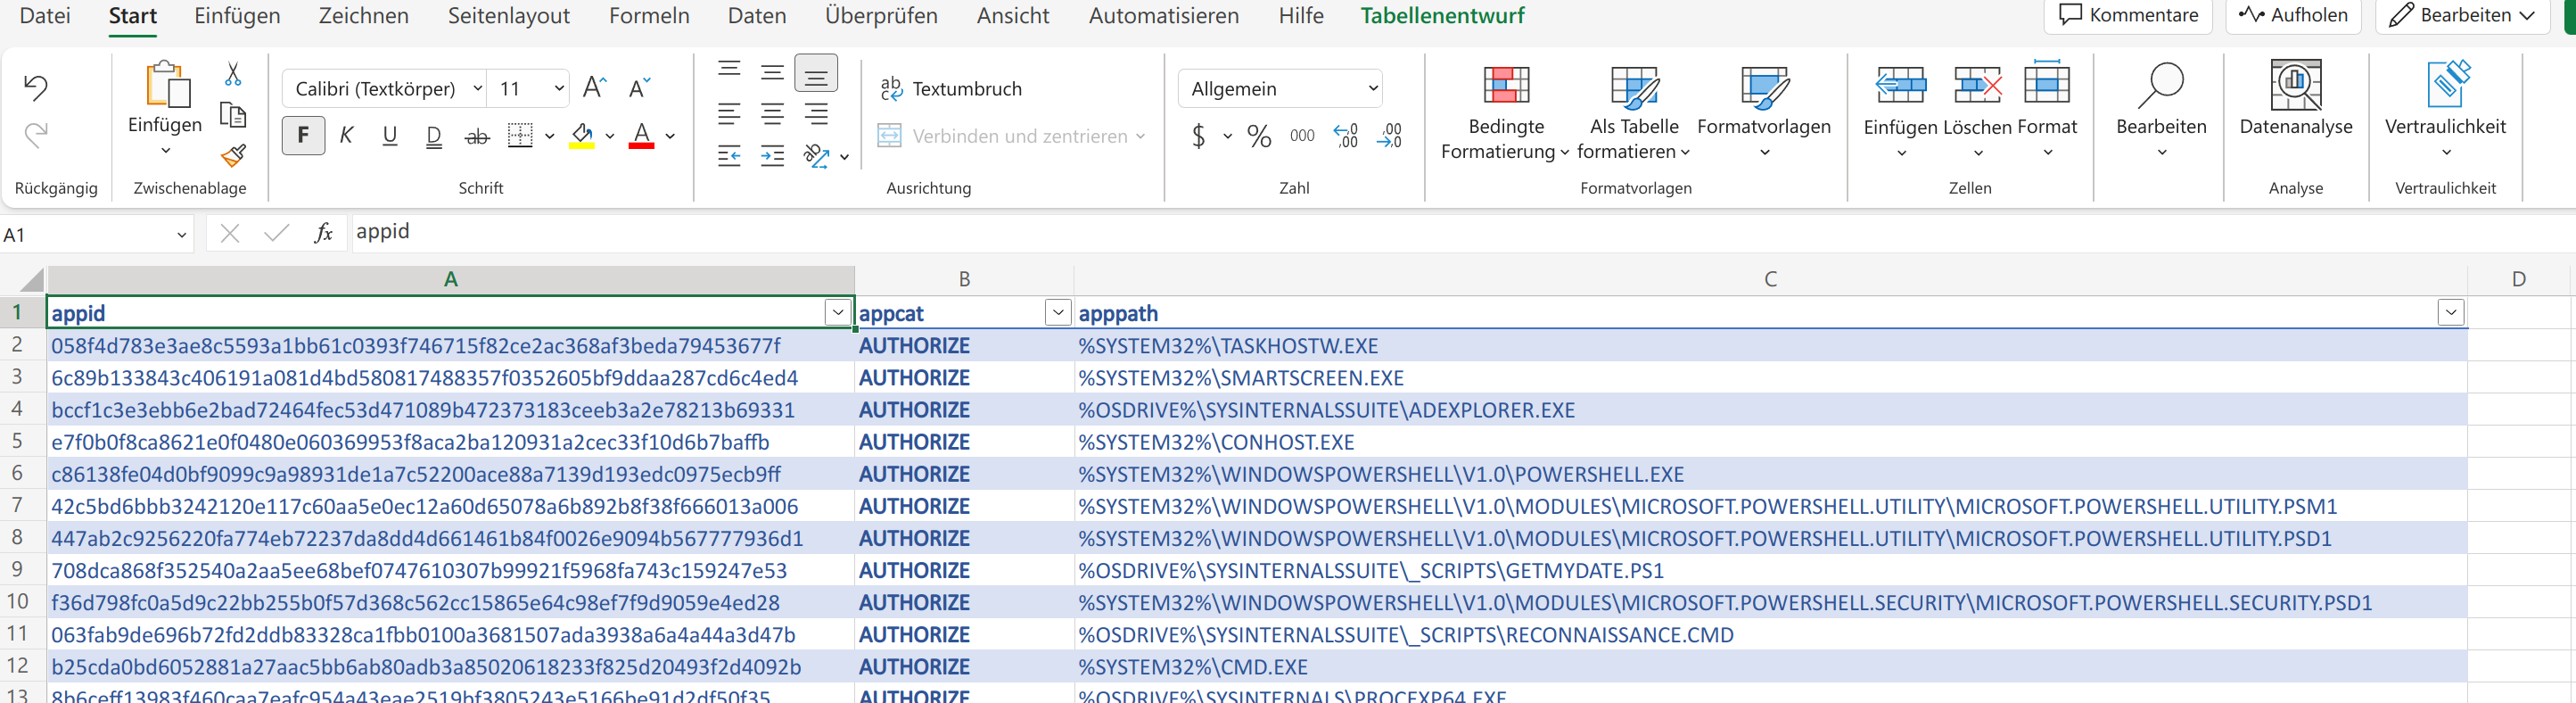 Datei Start Einfügen Zeichnen Seitenlayout Formeln Daten Überprüfen Ansicht Automatisieren Hilfe Tabellenentwurf Kommentare Aufholen Bearbeiten
Calibri (Textkörper) 11 A A Textumbruch Allgemein
Einfügen F K U D ab A Verbinden und zentrieren $ % 000 Bedingte Formatierung Als Tabelle formatieren Formatvorlagen Einfügen Löschen Format Bearbeiten Datenanalyse Vertraulichkeit
Rückgängig Zwischenablage Schrift Ausrichtung Zahl Formatvorlagen Zellen Analyse Vertraulichkeit
A1 fx appid
A B C D
1 appid appcat apppath
2 058f4d783e3ae8c5593a1bb61c0393f746715f82ce2ac368af3beda79453677f AUTHORIZE %SYSTEM32%\TASKHOSTW.EXE
3 6c89b133843c406191a081d4bd580817488357f0352605bf9ddaa287cd6c4ed4 AUTHORIZE %SYSTEM32%\SMARTSCREEN.EXE
4 bccf1c3e3ebb6e2bad72464fec53d471089b472373183ceeb3a2e78213b69331 AUTHORIZE %OSDRIVE%\SYSINTERNALSSUITE\ADEXPLORER.EXE
5 e7f0b0f8ca8621e0f0480e060369953f8aca2ba120931a2cec33f10d6b7baffb AUTHORIZE %SYSTEM32%\CONHOST.EXE
6 c86138fe04d0bf9099c9a98931de1a7c52200ace88a7139d193edc0975ecb9ff AUTHORIZE %SYSTEM32%\WINDOWSPOWERSHELL\V1.0\POWERSHELL.EXE
7 42c5bd6bbb3242120e117c60aa5e0ec12a60d65078a6b892b8f38f666013a006 AUTHORIZE %SYSTEM32%\WINDOWSPOWERSHELL\V1.0\MODULES\MICROSOFT.POWERSHELL.UTILITY\MICROSOFT.POWERSHELL.UTILITY.PSM1
8 447ab2c9256220fa774eb72237da8dd4d661461b84f0026e9094b567777936d1 AUTHORIZE %SYSTEM32%\WINDOWSPOWERSHELL\V1.0\MODULES\MICROSOFT.POWERSHELL.UTILITY\MICROSOFT.POWERSHELL.UTILITY.PSD1
9 708dca868f352540a2aa5ee68bef0747610307b99921f5968fa743c159247e53 AUTHORIZE %OSDRIVE%\SYSINTERNALSSUITE\_SCRIPTS\GETMYDATE.PS1
10 f36d798fc0a5d9c22bb255b0f57d368c562cc15865e64c98ef7f9d9059e4ed28 AUTHORIZE %SYSTEM32%\WINDOWSPOWERSHELL\V1.0\MODULES\MICROSOFT.POWERSHELL.SECURITY\MICROSOFT.POWERSHELL.SECURITY.PSD1
11 063fab9de696b72fd2ddb83328ca1fbb0100a3681507ada3938a6a4a44a3d47b AUTHORIZE %OSDRIVE%\SYSINTERNALSSUITE\_SCRIPTS\RECONNAISSANCE.CMD
12 b25cda0bd6052881a27aac5bb6ab80adb3a85020618233f825d20493f2d4092b AUTHORIZE %SYSTEM32%\CMD.EXE
13 8b6ceff13983f460caa7eafc954a43eae2519bf3805243e5166be91d2df50f35 AUTHORIZE %OSDRIVE%\SYSINTERNALS\PROCEXP64.EXE